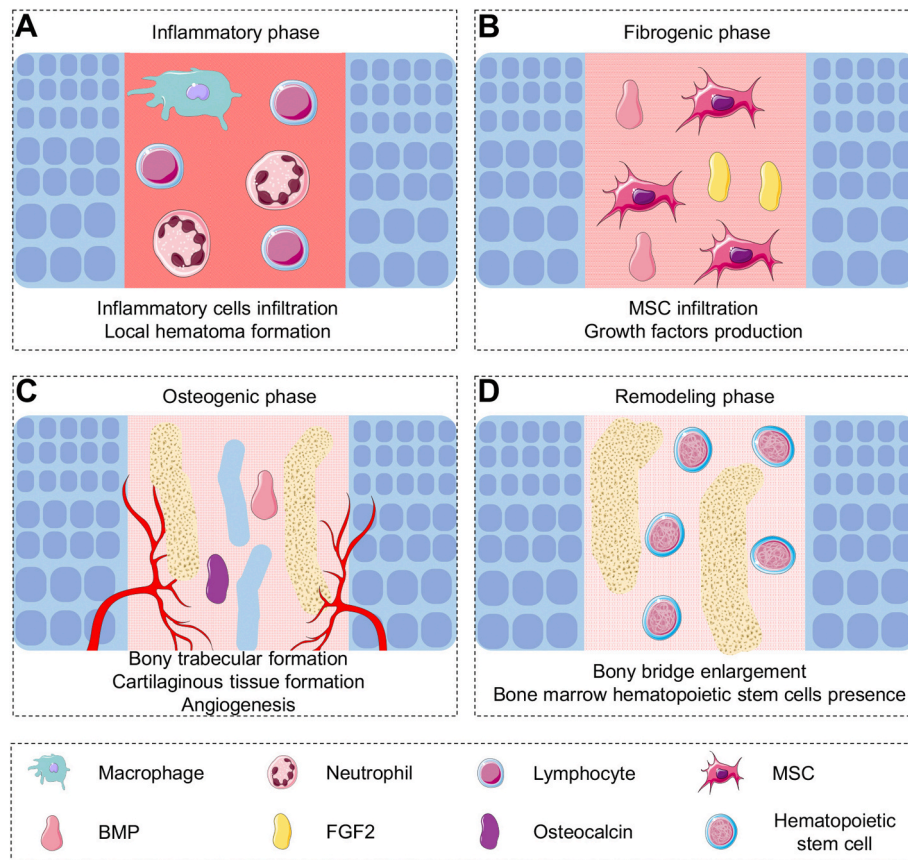 A
Inflammatory phase
Inflammatory cells infiltration
Local hematoma formation
B
Fibrogenic phase
MSC infiltration
Growth factors production
C
Osteogenic phase
Bony trabecular formation
Cartilaginous tissue formation
Angiogenesis
D
Remodeling phase
Bony bridge enlargement
Bone marrow hematopoietic stem cells presence
Macrophage
Neutrophil
Lymphocyte
MSC
BMP
FGF2
Osteocalcin
Hematopoietic
stem cell